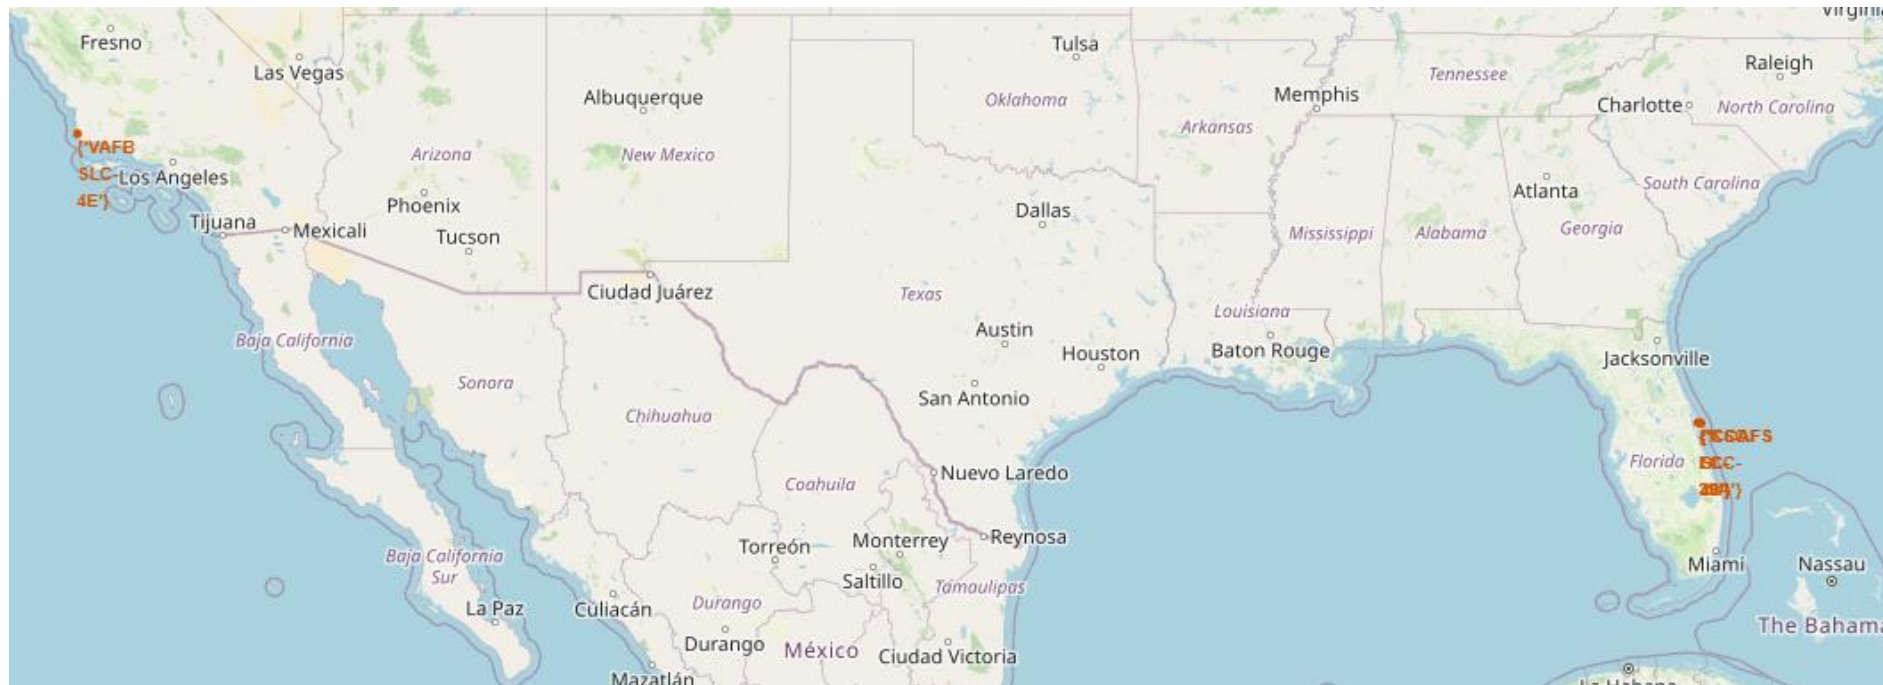 Virginia
Fresno
Tulsa
Raleigh
Las Vegas
Tennessee
Albuquerque
Memphis
Oklahoma
Charlotte
North Carolina
Arkansas
{'VAFB
SLC-
4E'}
Arizona
New Mexico
Los Angeles
Atlanta
South Carolina
Phoenix
Dallas
Tijuana
Mexicali
Tucson
Mississippi
Alabama
Georgia
Ciudad Juárez
Texas
Louisiana
Austin
Baja California
Houston
Baton Rouge
Jacksonville
Sonora
San Antonio
Chihuahua
Florida
Nuevo Laredo
Coahuila
Reynosa
Torreón
Monterrey
Baja California
Sur
Miami
Nassau
Saltillo
Tamaulipas
La Paz
Culiacán
Durango
The Bahama
Durango
México
Ciudad Victoria
Mazatlán
La Habana